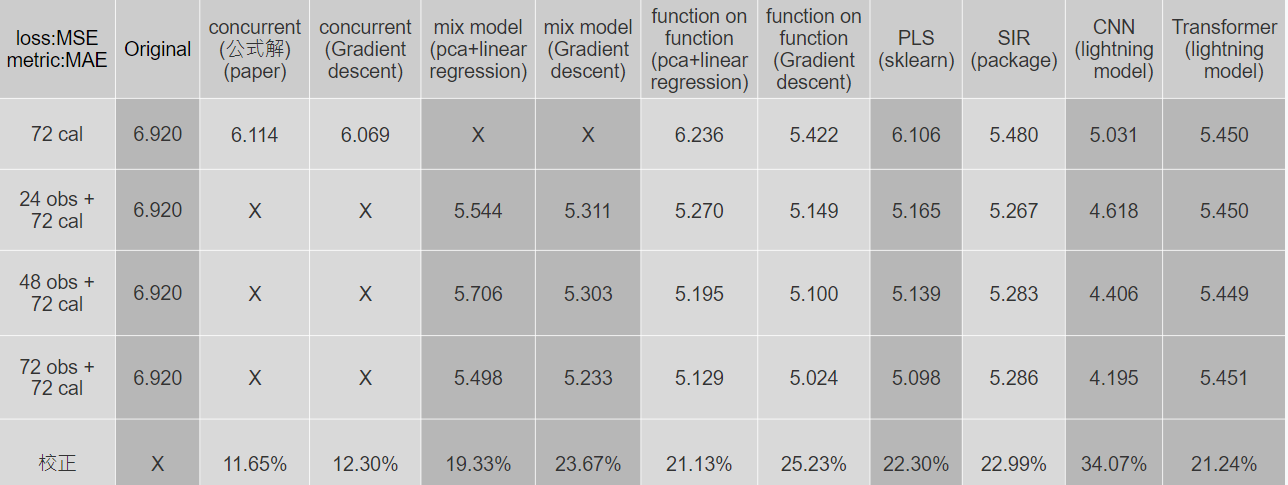 loss:MSE
metric:MAE
Original
concurrent
(公式解)
(paper)
concurrent
(Gradient
descent)
mix model
(pca+linear
regression)
mix model
(Gradient
descent)
function on
function
(pca+linear
regression)
function on
function
(Gradient
descent)
PLS
(sklearn)
SIR
(package)
CNN
(lightning
model)
Transformer
(lightning
model)
72 cal
6.920
6.114
6.069
X
X
6.236
5.422
6.106
5.480
5.031
5.450
24 obs +
72 cal
6.920
X
X
5.544
5.311
5.270
5.149
5.165
5.267
4.618
5.450
48 obs +
72 cal
6.920
X
X
5.706
5.303
5.195
5.100
5.139
5.283
4.406
5.449
72 obs +
72 cal
6.920
X
X
5.498
5.233
5.129
5.024
5.098
5.286
4.195
5.451
校正
X
11.65%
12.30%
19.33%
23.67%
21.13%
25.23%
22.30%
22.99%
34.07%
21.24%